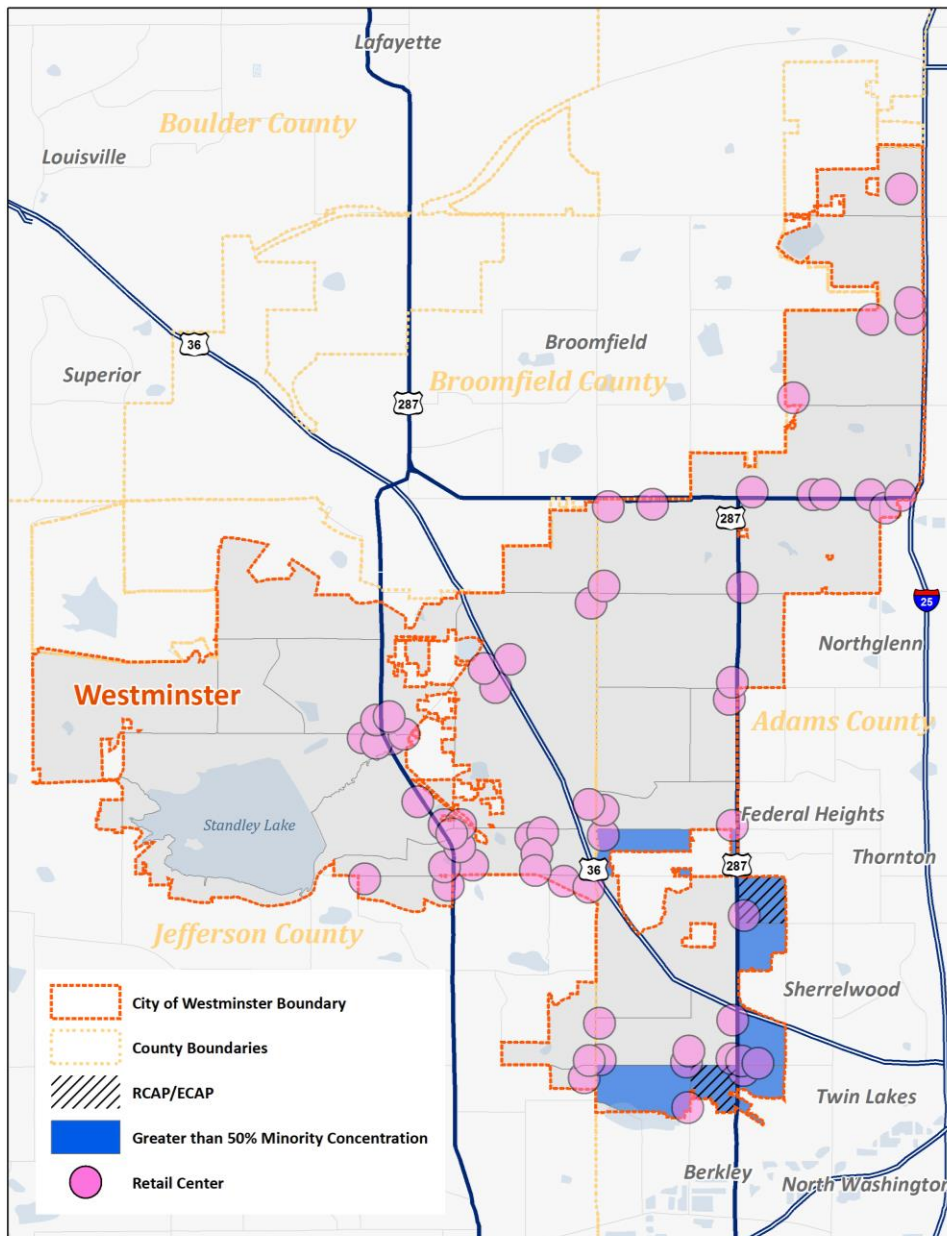 Lafayette
Boulder County
Louisville
36
Superior
Broomfield
Broomfield County
287
287
25
Northglenn
Westminster
Adams County
Federal Heights
Standley Lake
Thornton
36
287
Jefferson County
Sherrelwood
City of Westminster Boundary
County Boundaries
RCAP/ECAP
Twin Lakes
Greater than 50% Minority Concentration
Retail Center
Berkley
North Washington